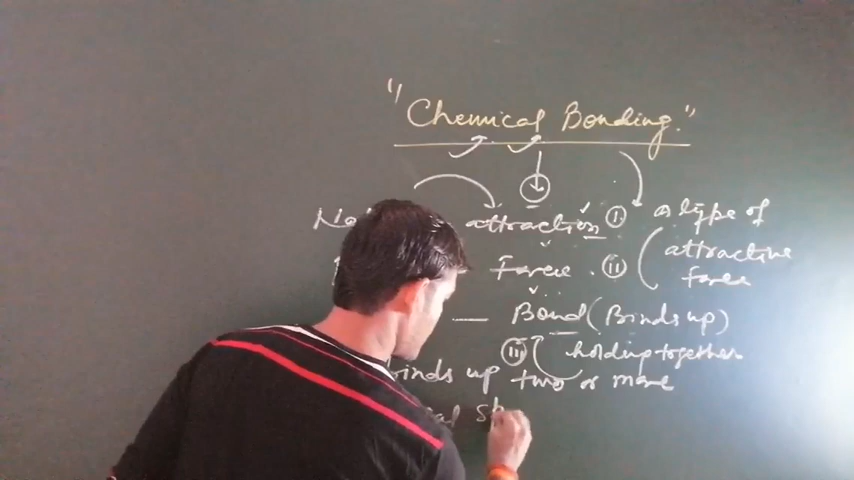 "Chemical Bonding."
attraction (i) a type of
Force . (ii) ( attractive
force
— Bond (Binds up)
(iii) holding together
binds up two or more